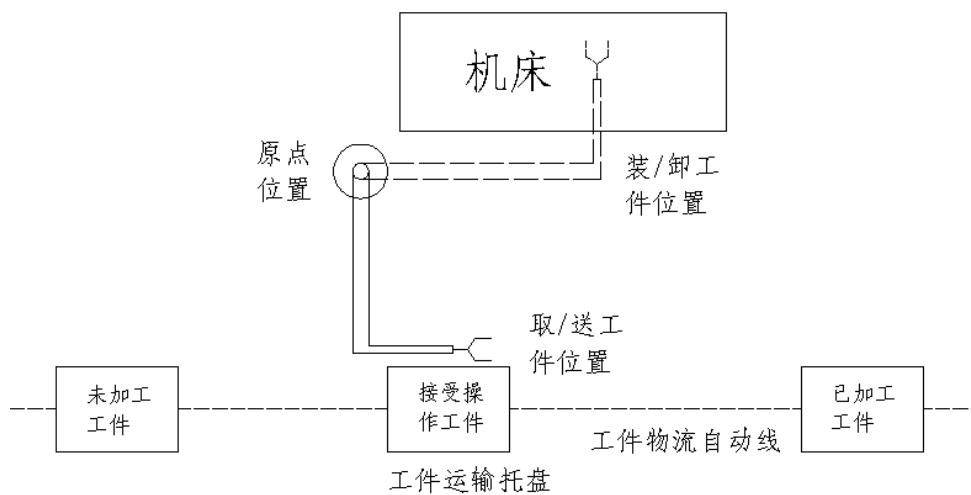 机床
原点
位置
装/卸工
件位置
取/送工
件位置
未加工
工件
接受操
作工件
已加工
工件
工件物流自动线
工件运输托盘